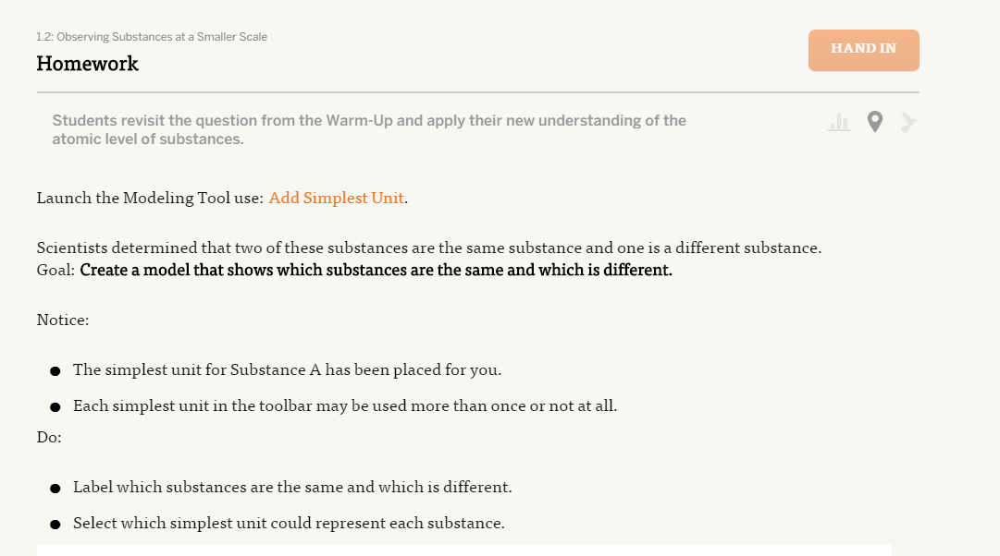 1.2: Observing Substances at a Smaller Scale
Homework
HAND IN
Students revisit the question from the Warm-Up and apply their new understanding of the
atomic level of substances.
Launch the Modeling Tool use: Add Simplest Unit.
Scientists determined that two of these substances are the same substance and one is a different substance.
Goal: Create a model that shows which substances are the same and which is different.
Notice:
● The simplest unit for Substance A has been placed for you.
● Each simplest unit in the toolbar may be used more than once or not at all.
Do:
● Label which substances are the same and which is different.
● Select which simplest unit could represent each substance.